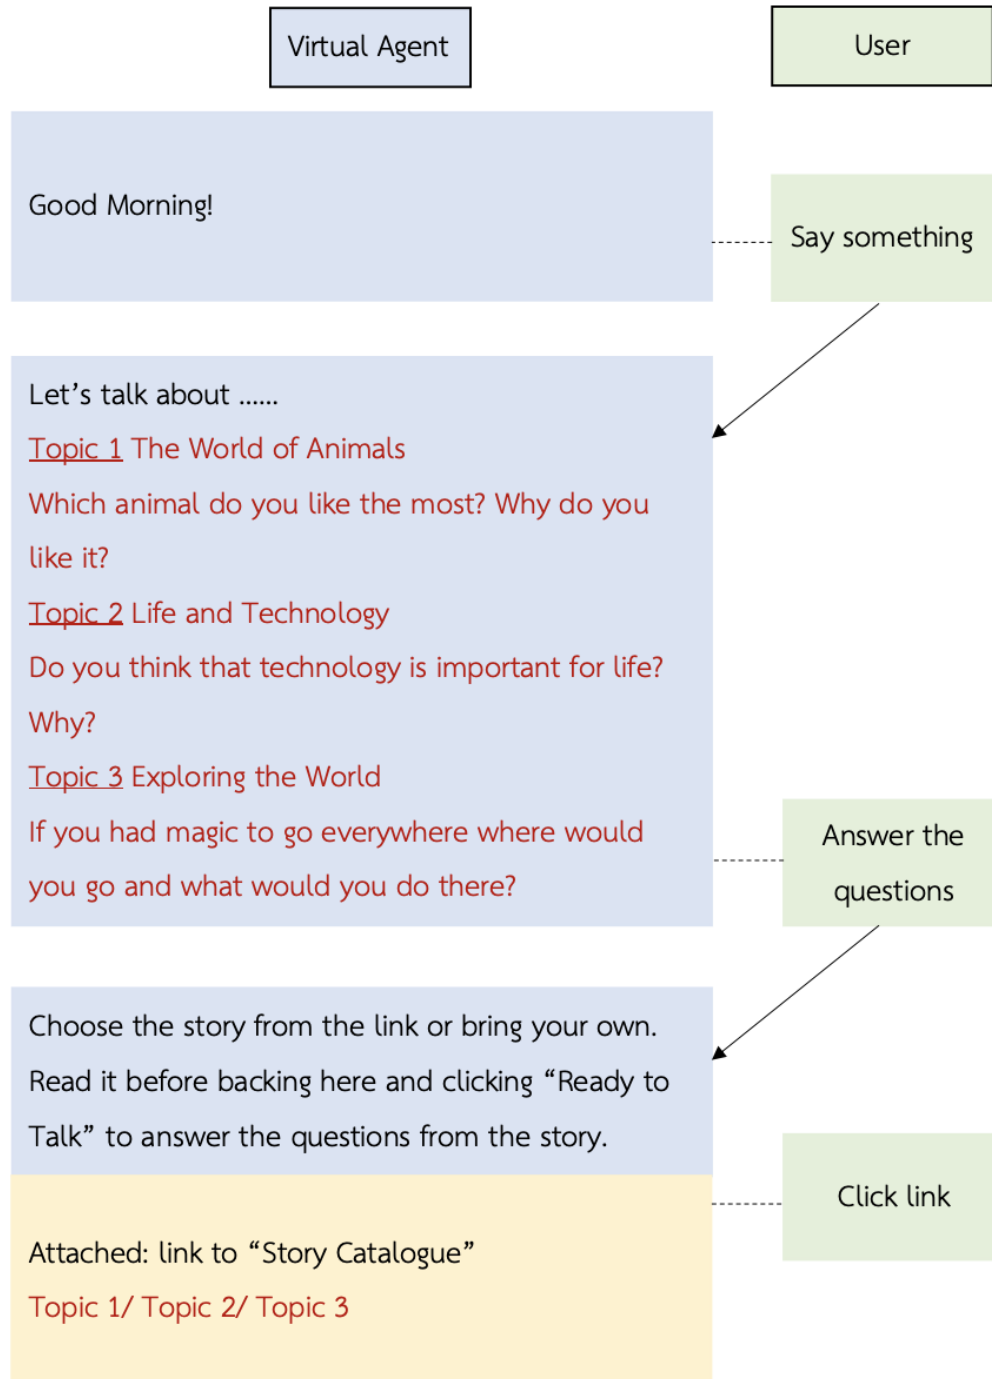 Virtual Agent
User
Good Morning!
Say something
Let's talk about ......
Topic 1 The World of Animals
Which animal do you like the most? Why do you
like it?
Topic 2 Life and Technology
Do you think that technology is important for life?
Why?
Topic 3 Exploring the World
If you had magic to go everywhere where would
you go and what would you do there?
Answer the
questions
Choose the story from the link or bring your own.
Read it before backing here and clicking “Ready to
Talk” to answer the questions from the story.
Click link
Attached: link to “Story Catalogue”
Topic 1/ Topic 2/ Topic 3